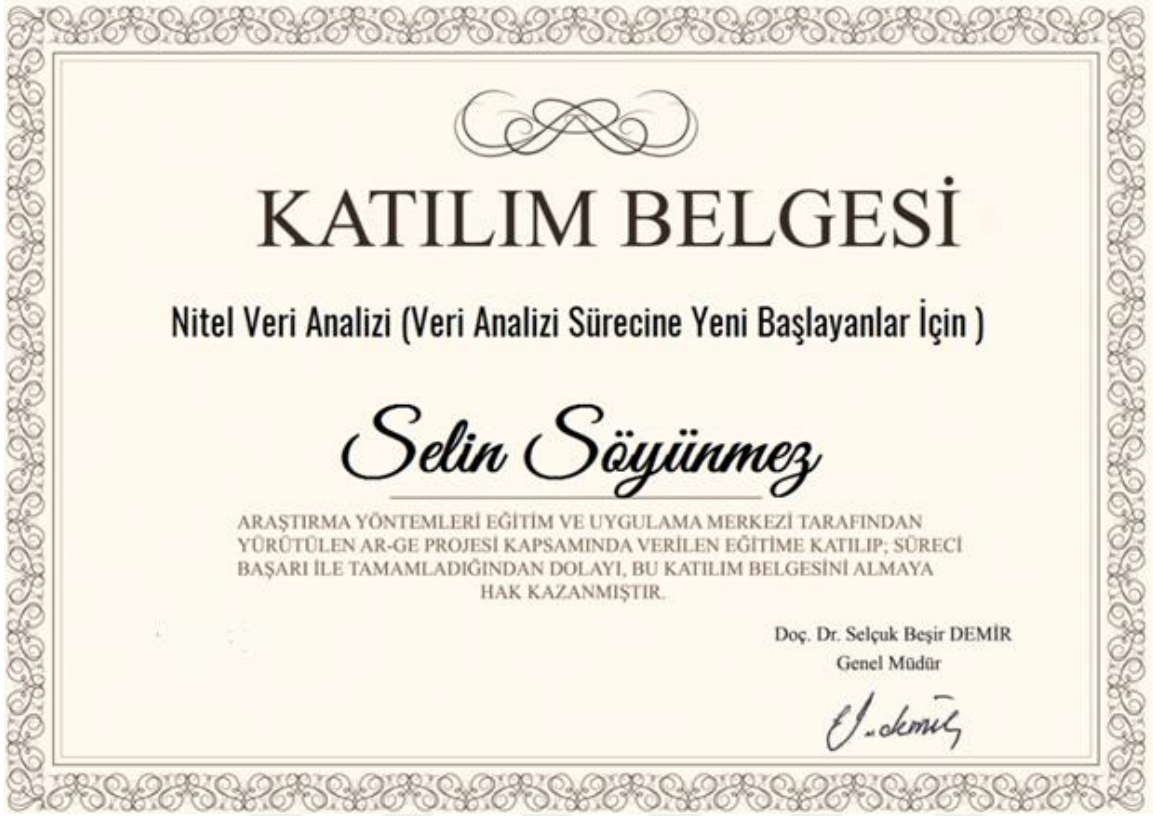 KATILIM BELGESİ
Nitel Veri Analizi (Veri Analizi Sürecine Yeni Başlayanlar İçin )
Selin Söyünmez
ARAŞTIRMA YÖNTEMLERİ EĞİTİM VE UYGULAMA MERKEZİ TARAFINDAN
YÜRÜTÜLEN AR-GE PROJESİ KAPSAMINDA VERİLEN EĞİTİME KATILIP; SÜRECİ
BAŞARI İLE TAMAMLADIĞINDAN DOLAYI, BU KATILIM BELGESİNİ ALMAYA
HAK KAZANMIŞTIR.
Doç. Dr. Selçuk Beşir DEMİR
Genel Müdür